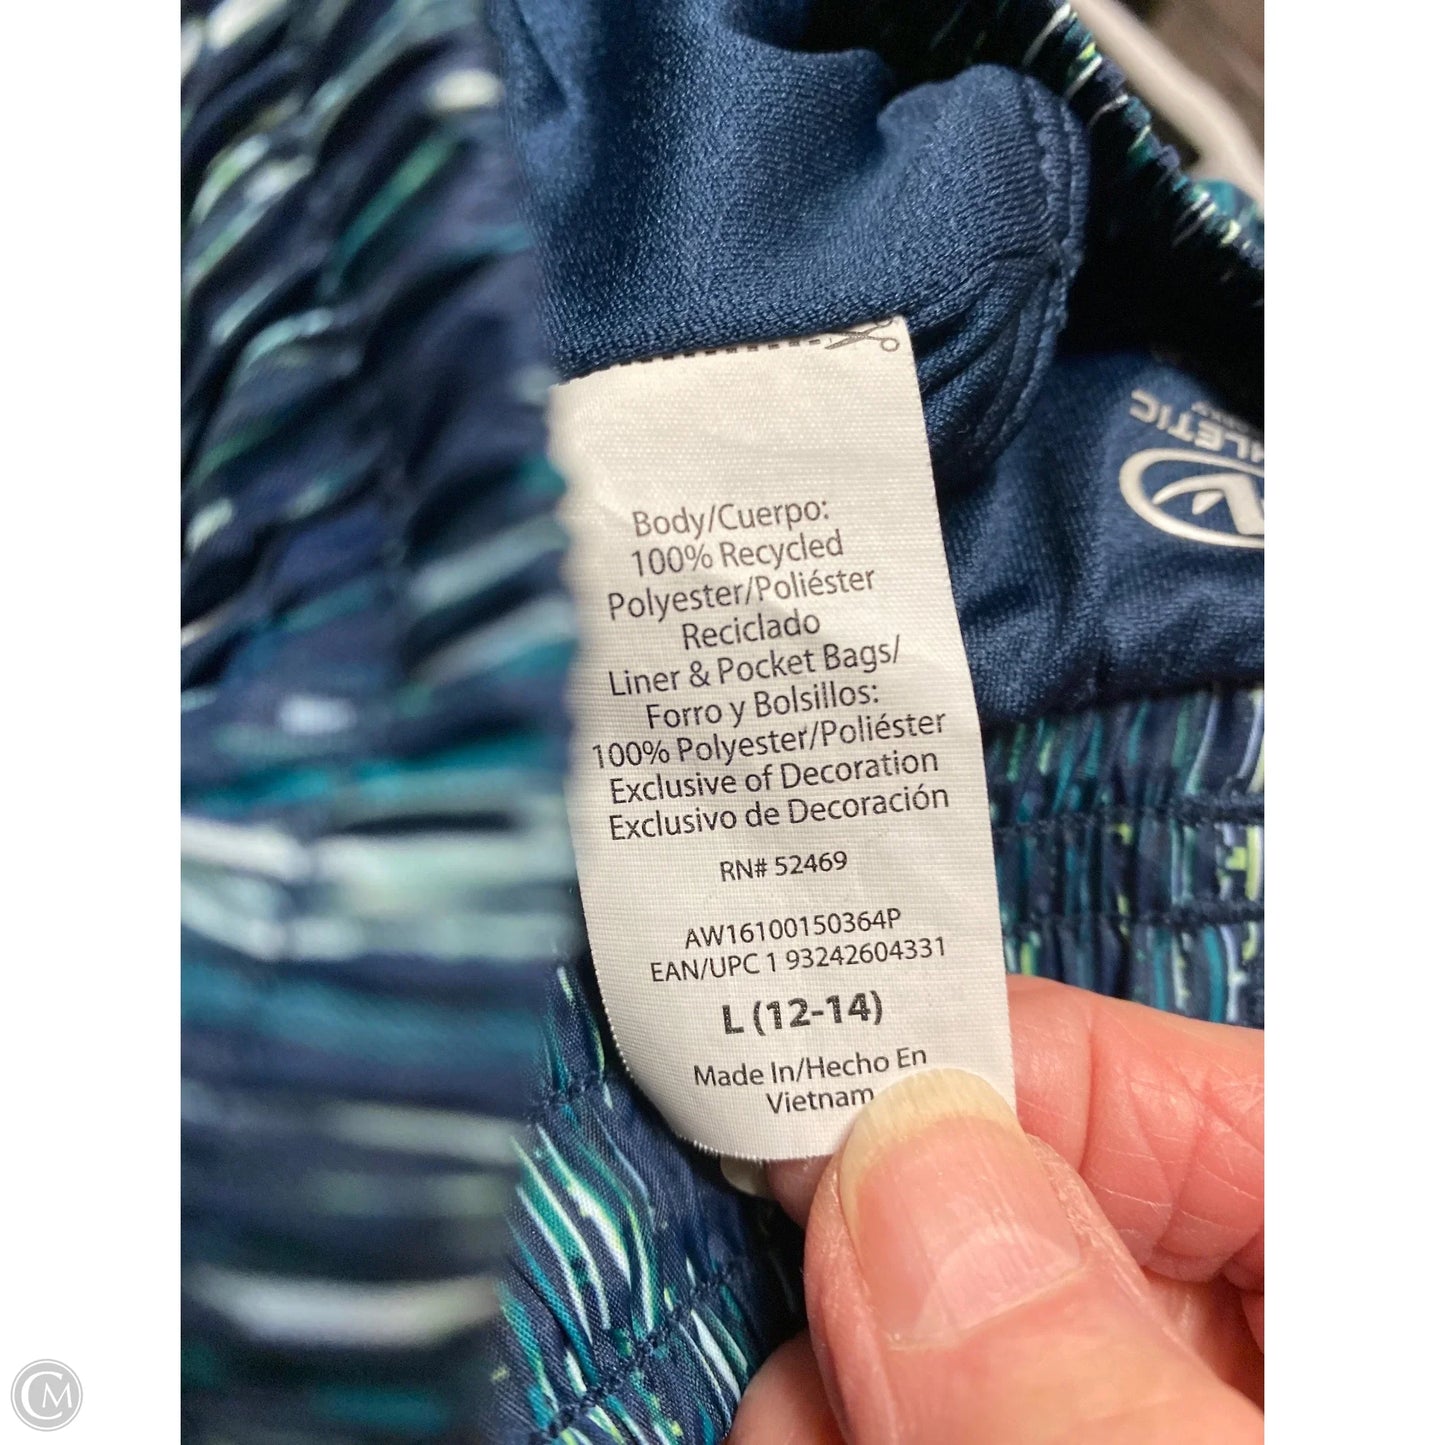 Body/Cuerpo:
100% Recycled
Polyester/Poliéster
Reciclado
Liner & Pocket Bags/
Forro y Bolsillos:
100% Polyester/Poliéster
Exclusive of Decoration
Exclusivo de Decoración
RN# 52469
AW16100150364P
EAN/UPC 1 93242604331
L (12-14)
Made In/Hecho En
Vietnam
CM